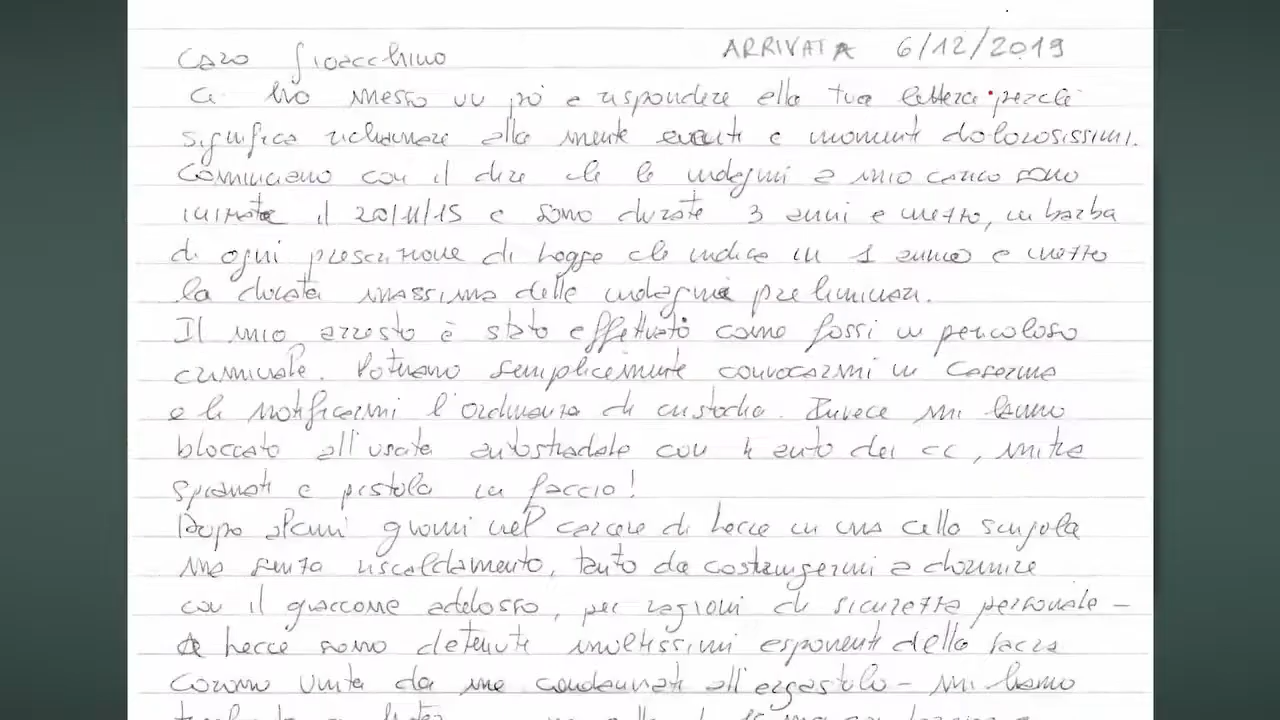 Caro Gioacchino ARRIVATA 6/12/2019
Ci ho messo un pò a rispondere alla tua lettera perché
significa richiamare alla mente eventi e momenti dolorosissimi.
Cominciamo con il dire che le indagini a mio carico sono
iniziate il 20/11/15 e sono durate 3 anni e mezzo, in barba
di ogni prescrizione di legge che indica in 1 anno e mezzo
la durata massima delle indagini preliminari.
Il mio arresto è stato effettuato come fossi un pericoloso
criminale. Potevano semplicemente convocarmi in caserma
e lì notificarmi l'ordinanza di custodia. Invece mi hanno
bloccato all'uscita autostradale con 4 auto dei cc, mitra
spianati e pistola in faccia!
Dopo alcuni giorni nel carcere di Lecce in una cella singola
ma senza riscaldamento, tanto da costringermi a dormire
con il giaccone addosso, per ragioni di sicurezza personale –
A Lecce sono detenuti moltissimi esponenti della Sacra
Corona Unita da me condannati all'ergastolo – mi hanno